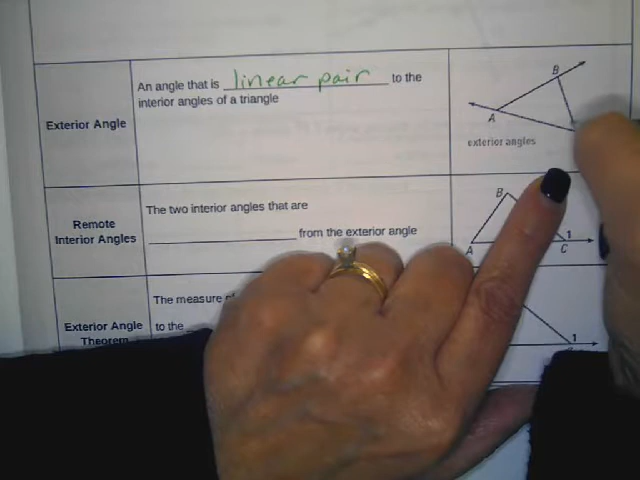 Exterior Angle
An angle that is linear pair to the
interior angles of a triangle
B
A
exterior angles
Remote
Interior Angles
The two interior angles that are
from the exterior angle
B
A
1
C
Exterior Angle
Theorem
The measure
to the
1